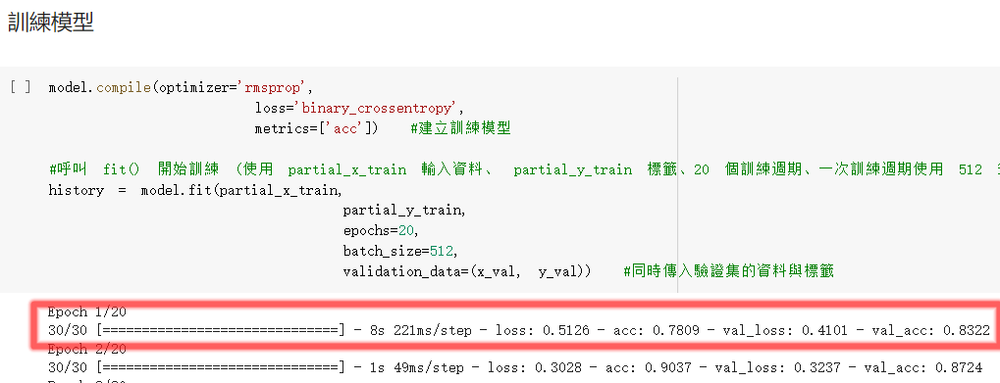 訓練模型
[ ] model.compile(optimizer='rmsprop',
loss='binary_crossentropy',
metrics=['acc']) #建立訓練模型
#呼叫 fit() 開始訓練 (使用 partial_x_train 輸入資料、 partial_y_train 標籤、20 個訓練週期、一次訓練週期使用 512
history = model.fit(partial_x_train,
partial_y_train,
epochs=20,
batch_size=512,
validation_data=(x_val, y_val)) #同時傳入驗證集的資料與標籤
Epoch 1/20
30/30 [==============================] - 8s 221ms/step - loss: 0.5126 - acc: 0.7809 - val_loss: 0.4101 - val_acc: 0.8322
Epoch 2/20
30/30 [==============================] - 1s 49ms/step - loss: 0.3028 - acc: 0.9037 - val_loss: 0.3237 - val_acc: 0.8724